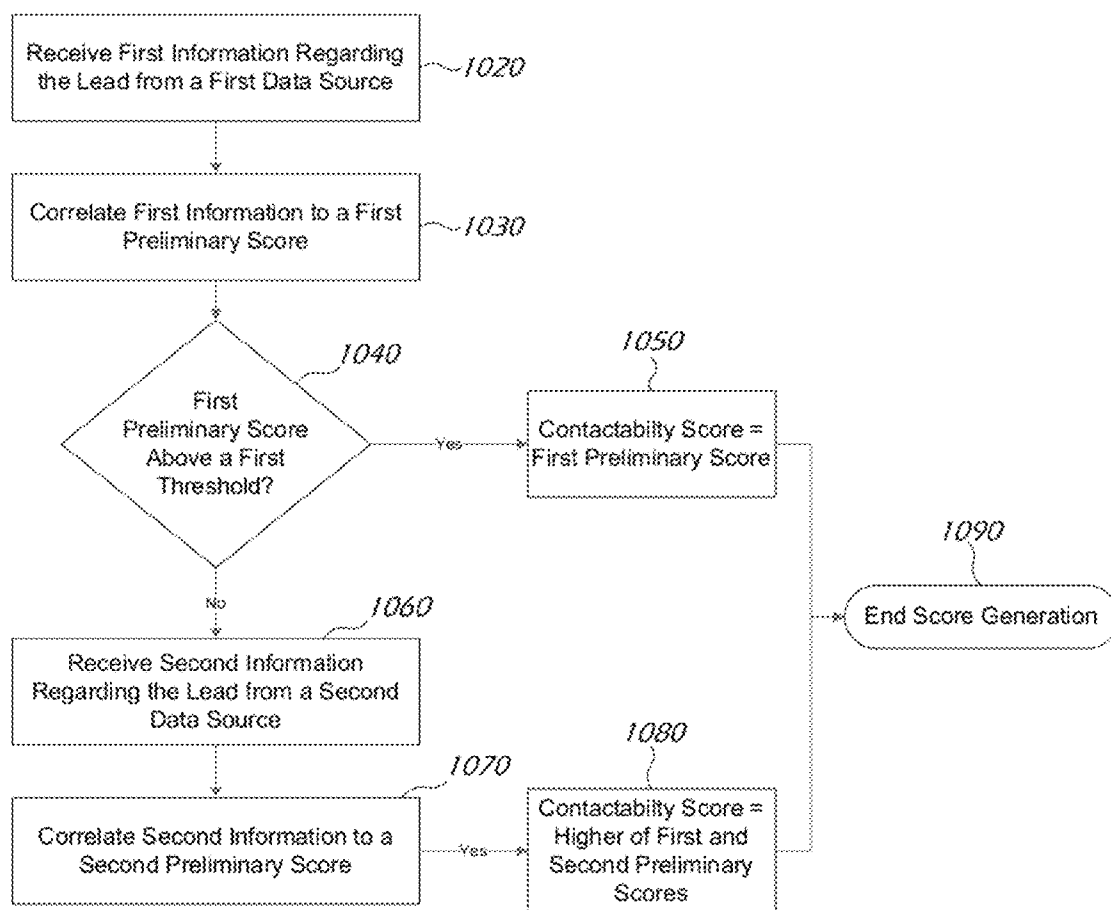 Receive First Information Regarding
the Lead from a First Data Source
1020
Correlate First Information to a First
Preliminary Score
1030
First
Preliminary Score
Above a First
Threshold?
1040
Yes
1050
Contactabilty Score =
First Preliminary Score
1090
End Score Generation
No
1060
Receive Second Information
Regarding the Lead from a Second
Data Source
1070
Correlate Second Information to a
Second Preliminary Score
Yes
1080
Contactabilty Score =
Higher of First and
Second Preliminary
Scores